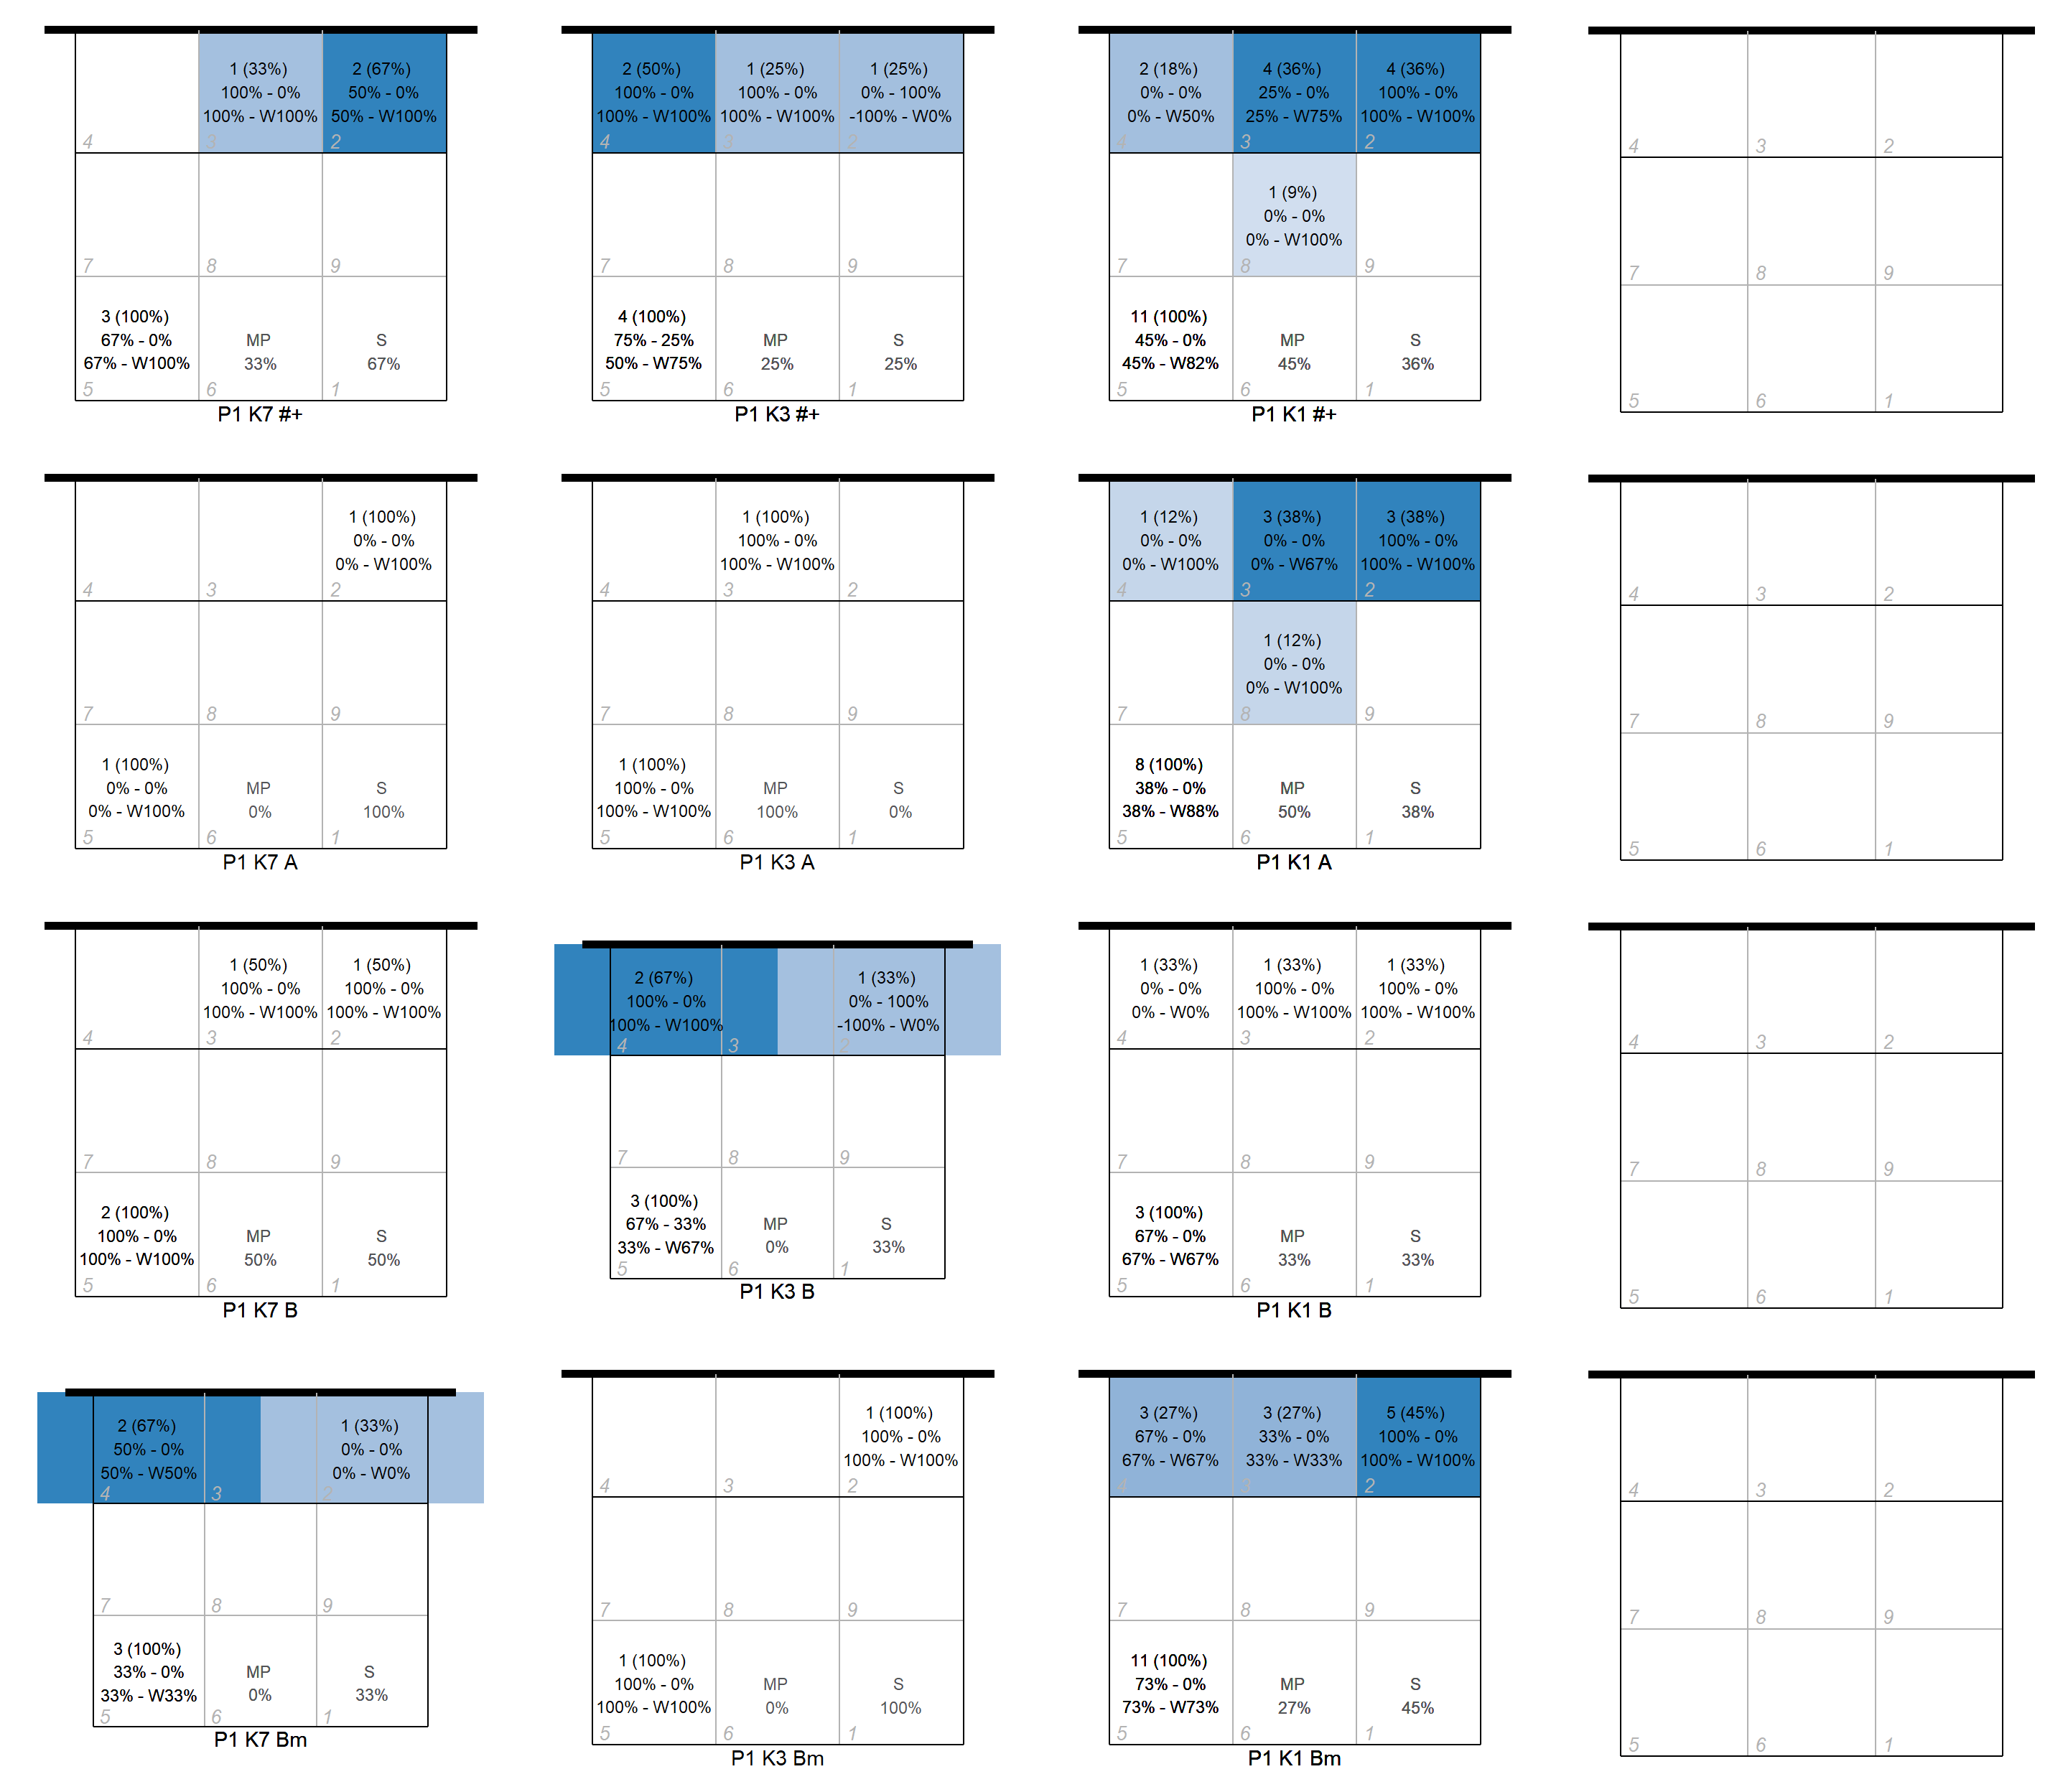 1 (33%) 2 (67%)
100% - 0% 50% - 0%
100% - W100% 50% - W100%
4 3 2
7 8 9
3 (100%)
67% - 0% MP S
67% - W100% 33% 67%
5 6 1
P1 K7 #+
2 (50%) 1 (25%) 1 (25%)
100% - 0% 100% - 0% 0% - 100%
100% - W100% 100% - W100% -100% - W0%
4 3 2
7 8 9
4 (100%)
75% - 25% MP S
50% - W75% 25% 25%
5 6 1
P1 K3 #+
2 (18%) 4 (36%) 4 (36%)
0% - 0% 25% - 0% 100% - 0%
0% - W50% 25% - W75% 100% - W100%
4 3 2
1 (9%)
0% - 0%
0% - W100%
7 8 9
11 (100%)
45% - 0% MP S
45% - W82% 45% 36%
5 6 1
P1 K1 #+
4 3 2
7 8 9
5 6 1
1 (100%)
0% - 0%
0% - W100%
4 3 2
7 8 9
1 (100%)
0% - 0% MP S
0% - W100% 0% 100%
5 6 1
P1 K7 A
1 (100%)
100% - 0%
100% - W100%
4 3 2
7 8 9
1 (100%)
100% - 0% MP S
100% - W100% 100% 0%
5 6 1
P1 K3 A
1 (12%) 3 (38%) 3 (38%)
0% - 0% 0% - 0% 100% - 0%
0% - W100% 0% - W67% 100% - W100%
4 3 2
1 (12%)
0% - 0%
0% - W100%
7 8 9
8 (100%)
38% - 0% MP S
38% - W88% 50% 38%
5 6 1
P1 K1 A
4 3 2
7 8 9
5 6 1
1 (50%) 1 (50%)
100% - 0% 100% - 0%
100% - W100% 100% - W100%
4 3 2
7 8 9
2 (100%)
100% - 0% MP S
100% - W100% 50% 50%
5 6 1
P1 K7 B
2 (67%) 1 (33%)
100% - 0% 0% - 100%
100% - W100% -100% - W0%
4 3 2
7 8 9
3 (100%)
67% - 33% MP S
33% - W67% 0% 33%
5 6 1
P1 K3 B
1 (33%) 1 (33%) 1 (33%)
0% - 0% 100% - 0% 100% - 0%
0% - W0% 100% - W100% 100% - W100%
4 3 2
7 8 9
3 (100%)
67% - 0% MP S
67% - W67% 33% 33%
5 6 1
P1 K1 B
4 3 2
7 8 9
5 6 1
2 (67%) 1 (33%)
50% - 0% 0% - 0%
50% - W50% 0% - W0%
4 3 2
7 8 9
3 (100%)
33% - 0% MP S
33% - W33% 0% 33%
5 6 1
P1 K7 Bm
1 (100%)
100% - 0%
100% - W100%
4 3 2
7 8 9
1 (100%)
100% - 0% MP S
100% - W100% 0% 100%
5 6 1
P1 K3 Bm
3 (27%) 3 (27%) 5 (45%)
67% - 0% 33% - 0% 100% - 0%
67% - W67% 33% - W33% 100% - W100%
4 3 2
7 8 9
11 (100%)
73% - 0% MP S
73% - W73% 27% 45%
5 6 1
P1 K1 Bm
4 3 2
7 8 9
5 6 1